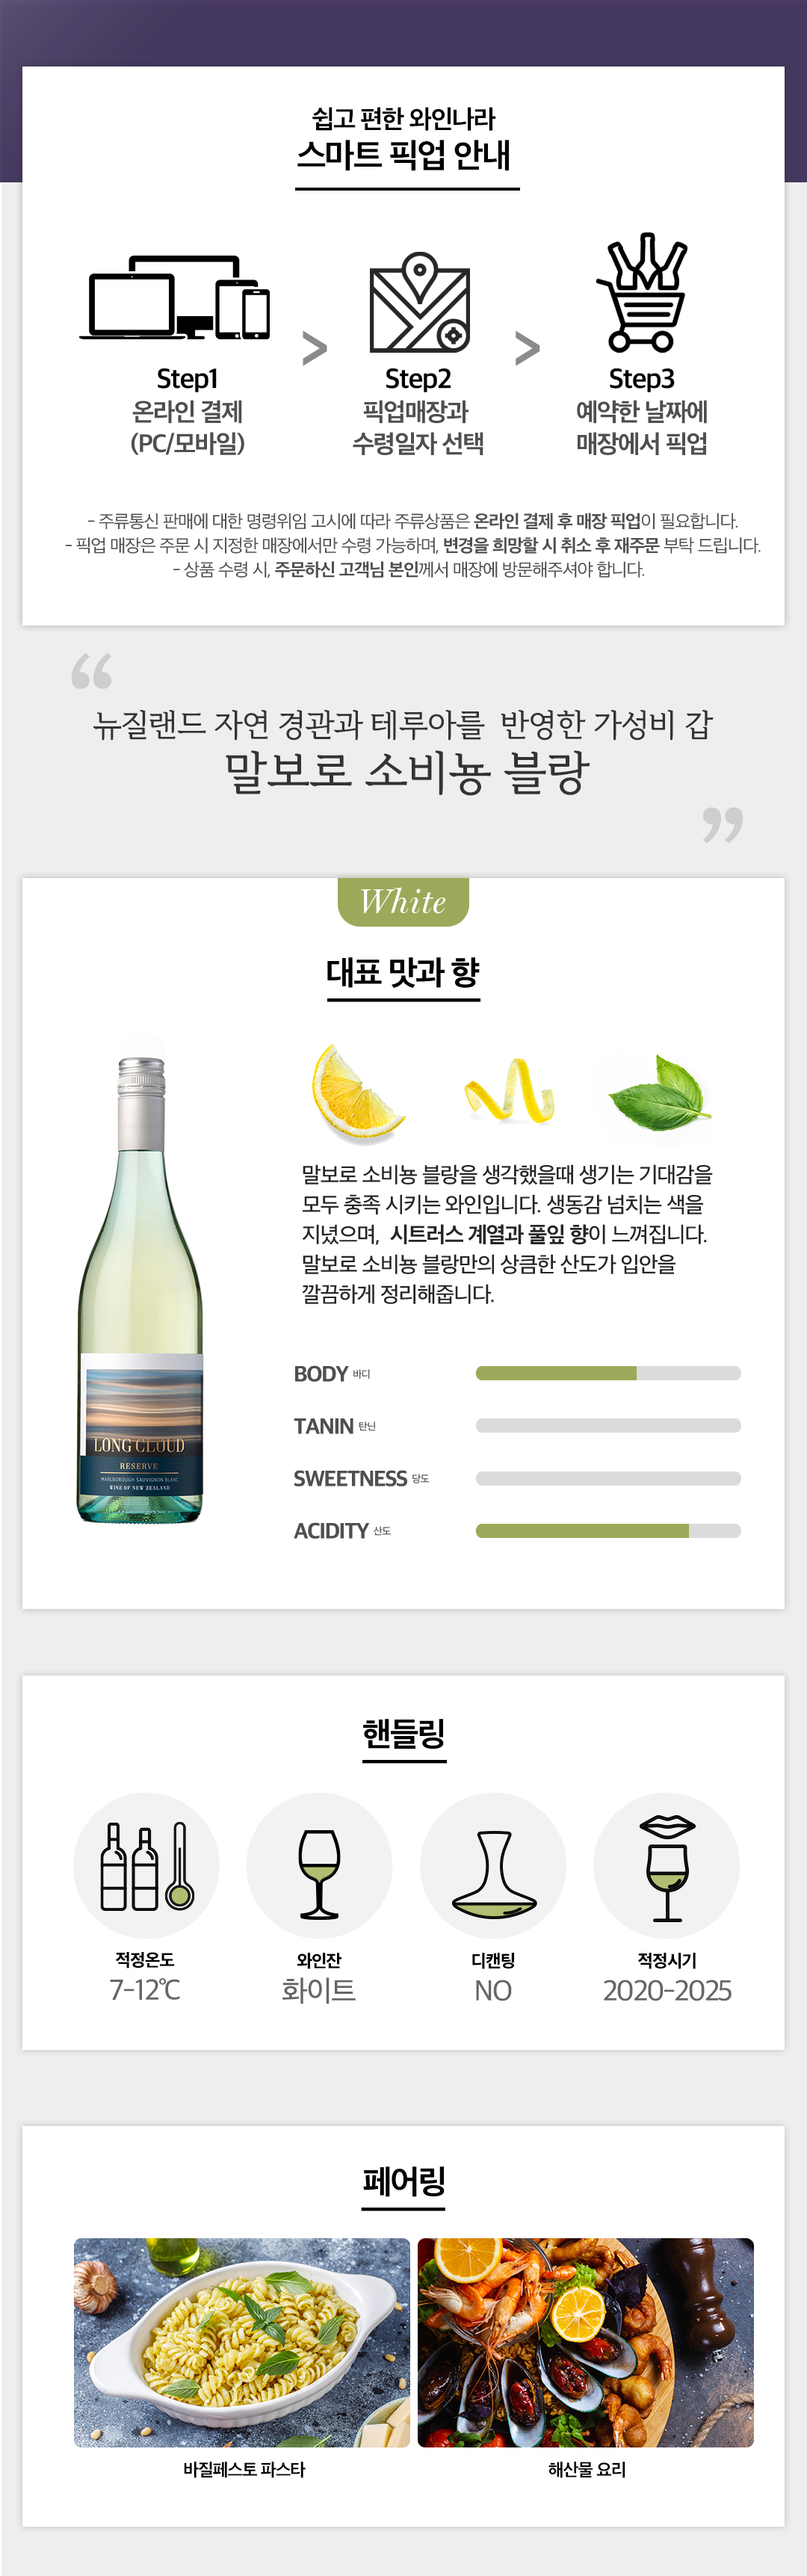 쉽고 편한 와인나라
스마트 픽업 안내
>
>
Step1
온라인 결제
(PC/모바일)
Step2
픽업매장과
수령일자 선택
Step3
예약한 날짜에
매장에서 픽업
- 주류통신 판매에 대한 명령위임 고시에 따라 주류상품은 온라인 결제 후 매장 픽업이 필요합니다.
- 픽업 매장은 주문 시 지정한 매장에서만 수령 가능하며, 변경을 희망할 시 취소 후 재주문 부탁 드립니다.
- 상품 수령 시, 주문하신 고객님 본인께서 매장에 방문해주셔야 합니다.
“
뉴질랜드 자연 경관과 테루아를 반영한 가성비 갑
말보로 소비뇽 블랑
”
White
대표 맛과 향
말보로 소비뇽 블랑을 생각했을때 생기는 기대감을
모두 충족 시키는 와인입니다. 생동감 넘치는 색을
지녔으며, 시트러스 계열과 풀잎 향이 느껴집니다.
말보로 소비뇽 블랑만의 상큼한 산도가 입안을
깔끔하게 정리해줍니다.
LONG CLOUD
RESERVE
MARLBOROUGH SAUVIGNON BLANC
WINE OF NEW ZEALAND
BODY 바디
TANIN 탄닌
SWEETNESS 당도
ACIDITY 산도
핸들링
적정온도
7-12℃
와인잔
화이트
디캔팅
NO
적정시기
2020-2025
페어링
바질페스토 파스타
해산물 요리